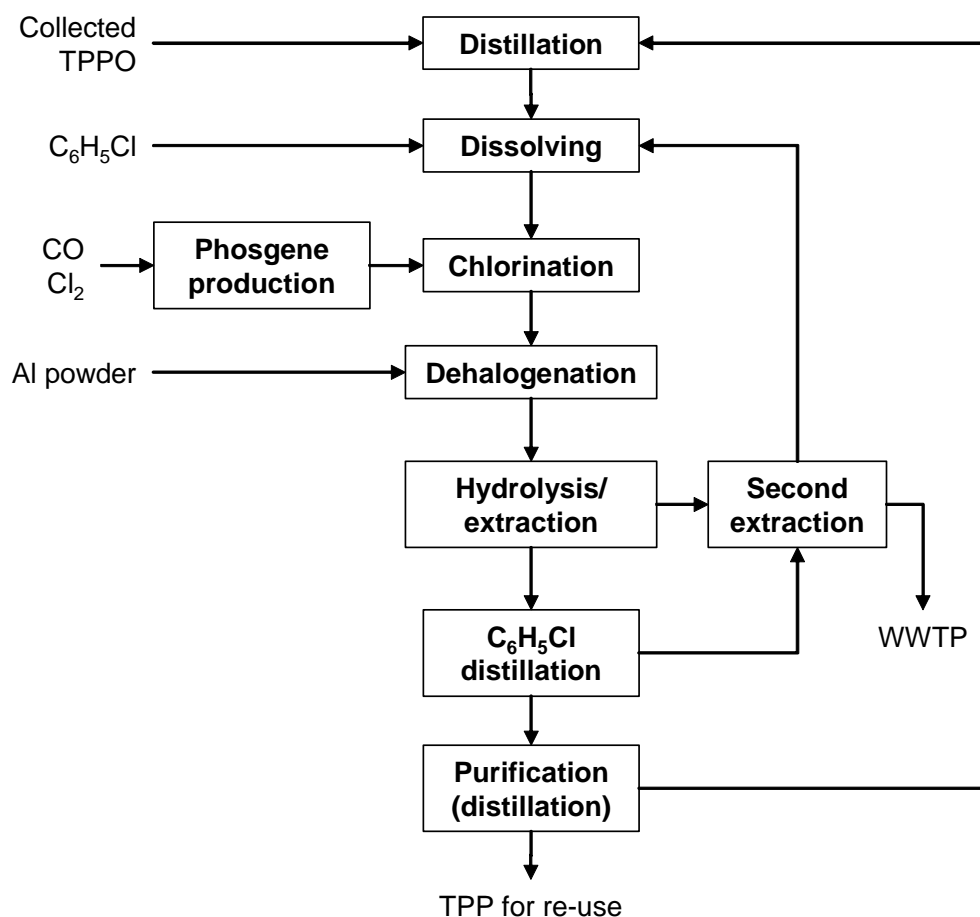 Collected
TPPO
Distillation
C₆H₅Cl
Dissolving
CO
Cl₂
Phosgene
production
Chlorination
Al powder
Dehalogenation
Hydrolysis/
extraction
Second
extraction
C₆H₅Cl
distillation
WWTP
Purification
(distillation)
TPP for re-use